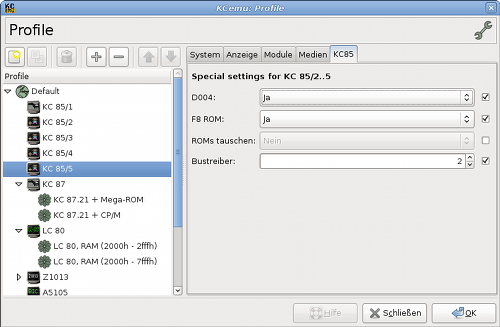 KCemu: Profile
Profile
System Anzeige Module Medien KC85
Profile
Default
KC 85/1
KC 85/2
KC 85/3
KC 85/4
KC 85/5
KC 87
KC 87.21 + Mega-ROM
KC 87.21 + CP/M
LC 80
LC 80, RAM (2000h - 2fffh)
LC 80, RAM (2000h - 7fffh)
Z1013
A5105
Special settings for KC 85/2..5
D004: Ja
F8 ROM: Ja
ROMs tauschen: Nein
Bustreiber: 2
Hilfe Schließen OK